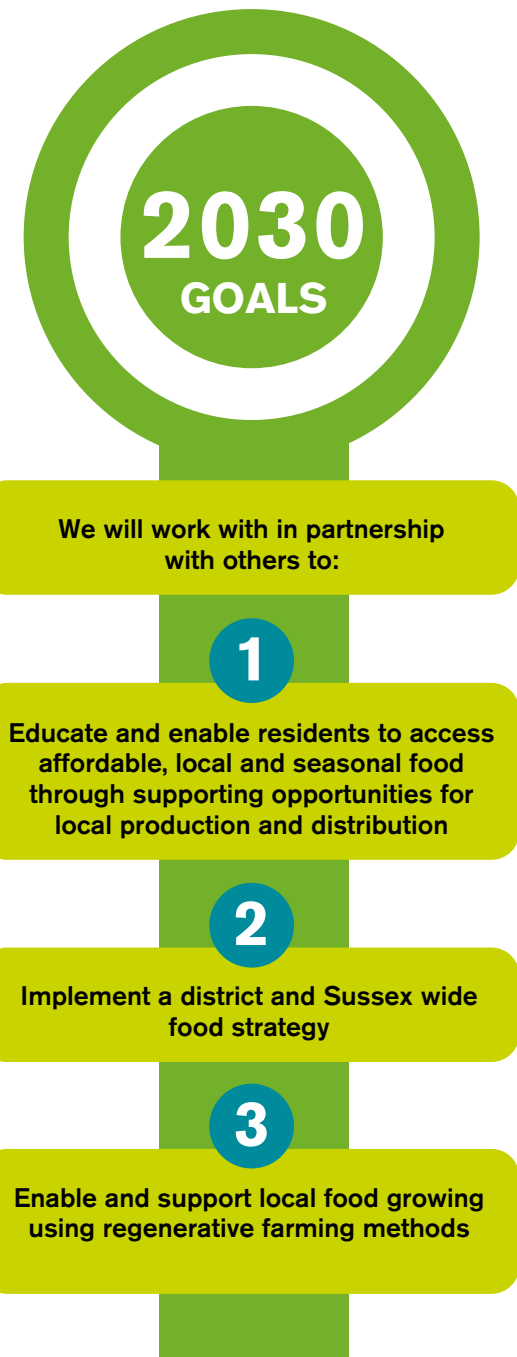 2030
GOALS
We will work with in partnership
with others to:
1
Educate and enable residents to access
affordable, local and seasonal food
through supporting opportunities for
local production and distribution
2
Implement a district and Sussex wide
food strategy
3
Enable and support local food growing
using regenerative farming methods